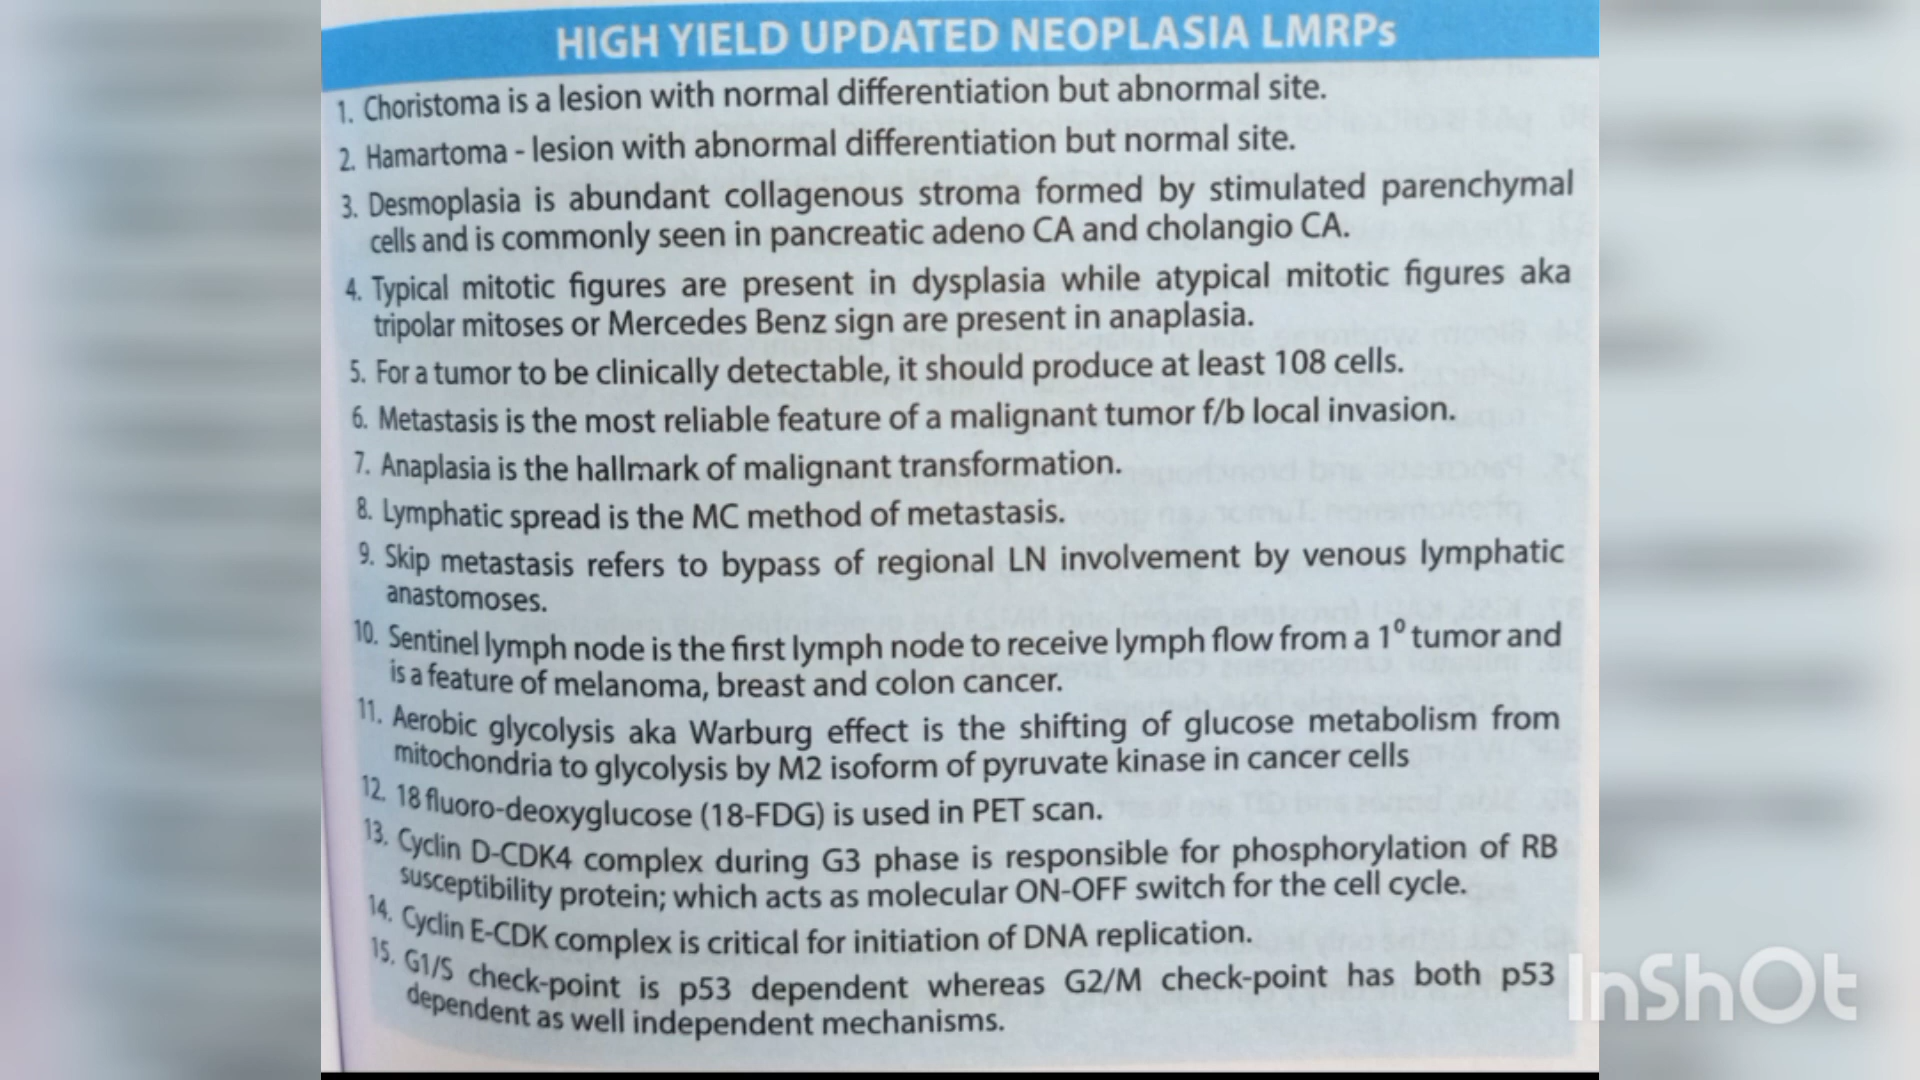 HIGH YIELD UPDATED NEOPLASIA LMRPs
1. Choristoma is a lesion with normal differentiation but abnormal site.
2. Hamartoma - lesion with abnormal differentiation but normal site.
3. Desmoplasia is abundant collagenous stroma formed by stimulated parenchymal
cells and is commonly seen in pancreatic adeno CA and cholangio CA.
4. Typical mitotic figures are present in dysplasia while atypical mitotic figures aka
tripolar mitoses or Mercedes Benz sign are present in anaplasia.
5. For a tumor to be clinically detectable, it should produce at least 108 cells.
6. Metastasis is the most reliable feature of a malignant tumor f/b local invasion.
7. Anaplasia is the hallmark of malignant transformation.
8. Lymphatic spread is the MC method of metastasis.
9. Skip metastasis refers to bypass of regional LN involvement by venous lymphatic
anastomoses.
10. Sentinel lymph node is the first lymph node to receive lymph flow from a 1° tumor and
is a feature of melanoma, breast and colon cancer.
11. Aerobic glycolysis aka Warburg effect is the shifting of glucose metabolism from
mitochondria to glycolysis by M2 isoform of pyruvate kinase in cancer cells
12. 18 fluoro-deoxyglucose (18-FDG) is used in PET scan.
13. Cyclin D-CDK4 complex during G3 phase is responsible for phosphorylation of RB
susceptibility protein; which acts as molecular ON-OFF switch for the cell cycle.
14. Cyclin E-CDK complex is critical for initiation of DNA replication.
15. G1/S check-point is p53 dependent whereas G2/M check-point has both p53
dependent as well independent mechanisms.
InShOt